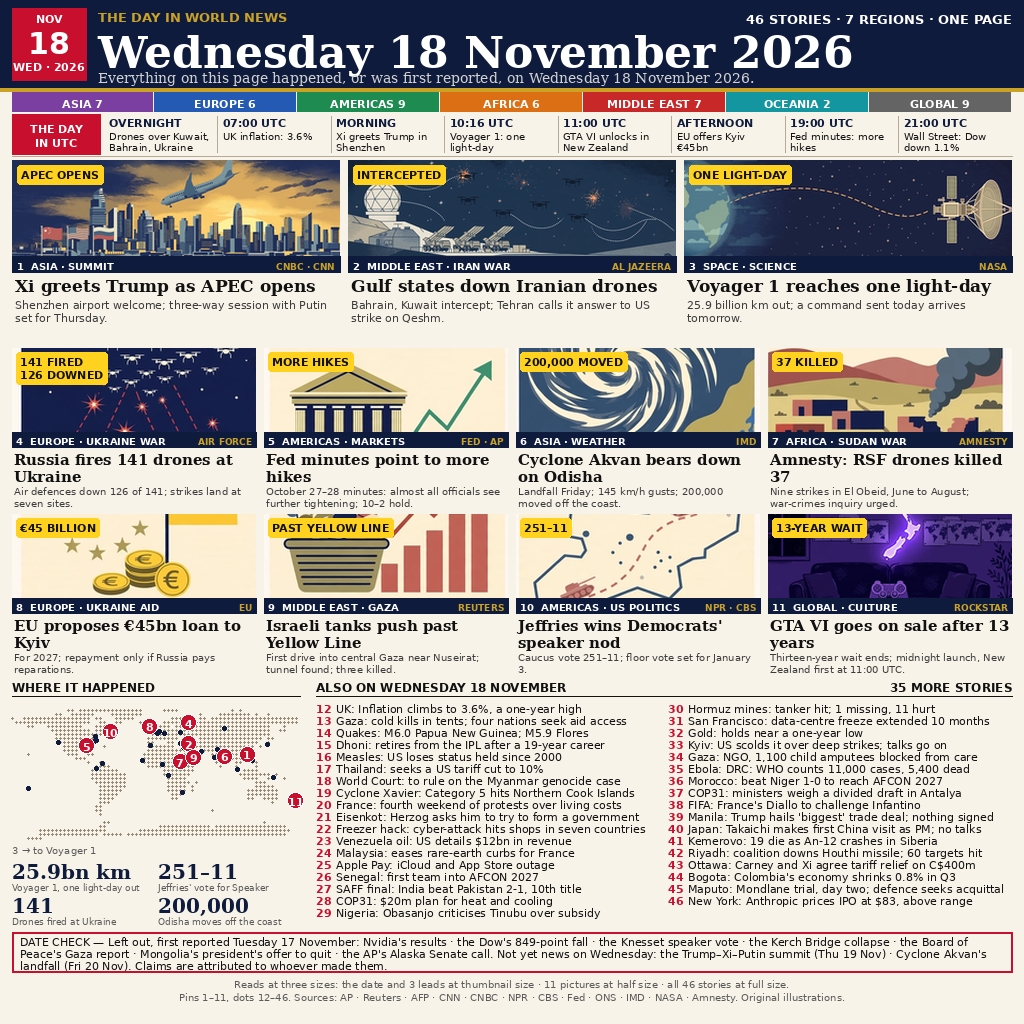 NOV
18
WED · 2026
THE DAY IN WORLD NEWS
46 STORIES · 7 REGIONS · ONE PAGE
Wednesday 18 November 2026
Everything on this page happened, or was first reported, on Wednesday 18 November 2026.
ASIA 7
EUROPE 6
AMERICAS 9
AFRICA 6
MIDDLE EAST 7
OCEANIA 2
GLOBAL 9
THE DAY
IN UTC
OVERNIGHT
Drones over Kuwait,
Bahrain, Ukraine
07:00 UTC
UK inflation: 3.6%
MORNING
Xi greets Trump in
Shenzhen
10:16 UTC
Voyager 1: one
light-day
11:00 UTC
GTA VI unlocks in
New Zealand
AFTERNOON
EU offers Kyiv
€45bn
19:00 UTC
Fed minutes: more
hikes
21:00 UTC
Wall Street: Dow
down 1.1%
APEC OPENS
1 ASIA · SUMMIT
CNBC · CNN
Xi greets Trump as APEC opens
Shenzhen airport welcome; three-way session with Putin
set for Thursday.
INTERCEPTED
2 MIDDLE EAST · IRAN WAR
AL JAZEERA
Gulf states down Iranian drones
Bahrain, Kuwait intercept; Tehran calls it answer to US
strike on Qeshm.
ONE LIGHT-DAY
3 SPACE · SCIENCE
NASA
Voyager 1 reaches one light-day
25.9 billion km out; a command sent today arrives
tomorrow.
141 FIRED
126 DOWNED
4 EUROPE · UKRAINE WAR
AIR FORCE
Russia fires 141 drones at
Ukraine
Air defences down 126 of 141; strikes land at
seven sites.
MORE HIKES
5 AMERICAS · MARKETS
FED · AP
Fed minutes point to more
hikes
October 27–28 minutes: almost all officials see
further tightening; 10–2 hold.
200,000 MOVED
6 ASIA · WEATHER
IMD
Cyclone Akvan bears down
on Odisha
Landfall Friday; 145 km/h gusts; 200,000
moved off the coast.
37 KILLED
7 AFRICA · SUDAN WAR
AMNESTY
Amnesty: RSF drones killed
37
Nine strikes in El Obeid, June to August;
war-crimes inquiry urged.
€45 BILLION
8 EUROPE · UKRAINE AID
EU
EU proposes €45bn loan to
Kyiv
For 2027; repayment only if Russia pays
reparations.
PAST YELLOW LINE
9 MIDDLE EAST · GAZA
REUTERS
Israeli tanks push past
Yellow Line
First drive into central Gaza near Nuseirat;
tunnel found; three killed.
251–11
10 AMERICAS · US POLITICS
NPR · CBS
Jeffries wins Democrats'
speaker nod
Caucus vote 251–11; floor vote set for January
3.
13-YEAR WAIT
11 GLOBAL · CULTURE
ROCKSTAR
GTA VI goes on sale after 13
years
Thirteen-year wait ends; midnight launch, New
Zealand first at 11:00 UTC.
WHERE IT HAPPENED
10
8
4
5
2
7
9
6
1
11
3 → to Voyager 1
25.9bn km
Voyager 1, one light-day out
251–11
Jeffries' vote for Speaker
141
Drones fired at Ukraine
200,000
Odisha moves off the coast
ALSO ON WEDNESDAY 18 NOVEMBER
35 MORE STORIES
12 UK: Inflation climbs to 3.6%, a one-year high
13 Gaza: cold kills in tents; four nations seek aid access
14 Quakes: M6.0 Papua New Guinea; M5.9 Flores
15 Dhoni: retires from the IPL after a 19-year career
16 Measles: US loses status held since 2000
17 Thailand: seeks a US tariff cut to 10%
18 World Court: to rule on the Myanmar genocide case
19 Cyclone Xavier: Category 5 hits Northern Cook Islands
20 France: fourth weekend of protests over living costs
21 Eisenkot: Herzog asks him to try to form a government
22 Freezer hack: cyber-attack hits shops in seven countries
23 Venezuela oil: US details $12bn in revenue
24 Malaysia: eases rare-earth curbs for France
25 Apple Pay: iCloud and App Store outage
26 Senegal: first team into AFCON 2027
27 SAFF final: India beat Pakistan 2-1, 10th title
28 COP31: $20m plan for heat and cooling
29 Nigeria: Obasanjo criticises Tinubu over subsidy
30 Hormuz mines: tanker hit; 1 missing, 11 hurt
31 San Francisco: data-centre freeze extended 10 months
32 Gold: holds near a one-year low
33 Kyiv: US scolds it over deep strikes; talks go on
34 Gaza: NGO, 1,100 child amputees blocked from care
35 Ebola: DRC: WHO counts 11,000 cases, 5,400 dead
36 Morocco: beat Niger 1-0 to reach AFCON 2027
37 COP31: ministers weigh a divided draft in Antalya
38 FIFA: France's Diallo to challenge Infantino
39 Manila: Trump hails 'biggest' trade deal; nothing signed
40 Japan: Takaichi makes first China visit as PM; no talks
41 Kemerovo: 19 die as An-12 crashes in Siberia
42 Riyadh: coalition downs Houthi missile; 60 targets hit
43 Ottawa: Carney and Xi agree tariff relief on C$400m
44 Bogota: Colombia's economy shrinks 0.8% in Q3
45 Maputo: Mondlane trial, day two; defence seeks acquittal
46 New York: Anthropic prices IPO at $83, above range
DATE CHECK — Left out, first reported Tuesday 17 November: Nvidia's results · the Dow's 849-point fall · the Knesset speaker vote · the Kerch Bridge collapse · the Board of
Peace's Gaza report · Mongolia's president's offer to quit · the AP's Alaska Senate call. Not yet news on Wednesday: the Trump–Xi–Putin summit (Thu 19 Nov) · Cyclone Akvan's
landfall (Fri 20 Nov). Claims are attributed to whoever made them.
Reads at three sizes: the date and 3 leads at thumbnail size · 11 pictures at half size · all 46 stories at full size.
Pins 1–11, dots 12–46. Sources: AP · Reuters · AFP · CNN · CNBC · NPR · CBS · Fed · ONS · IMD · NASA · Amnesty. Original illustrations.